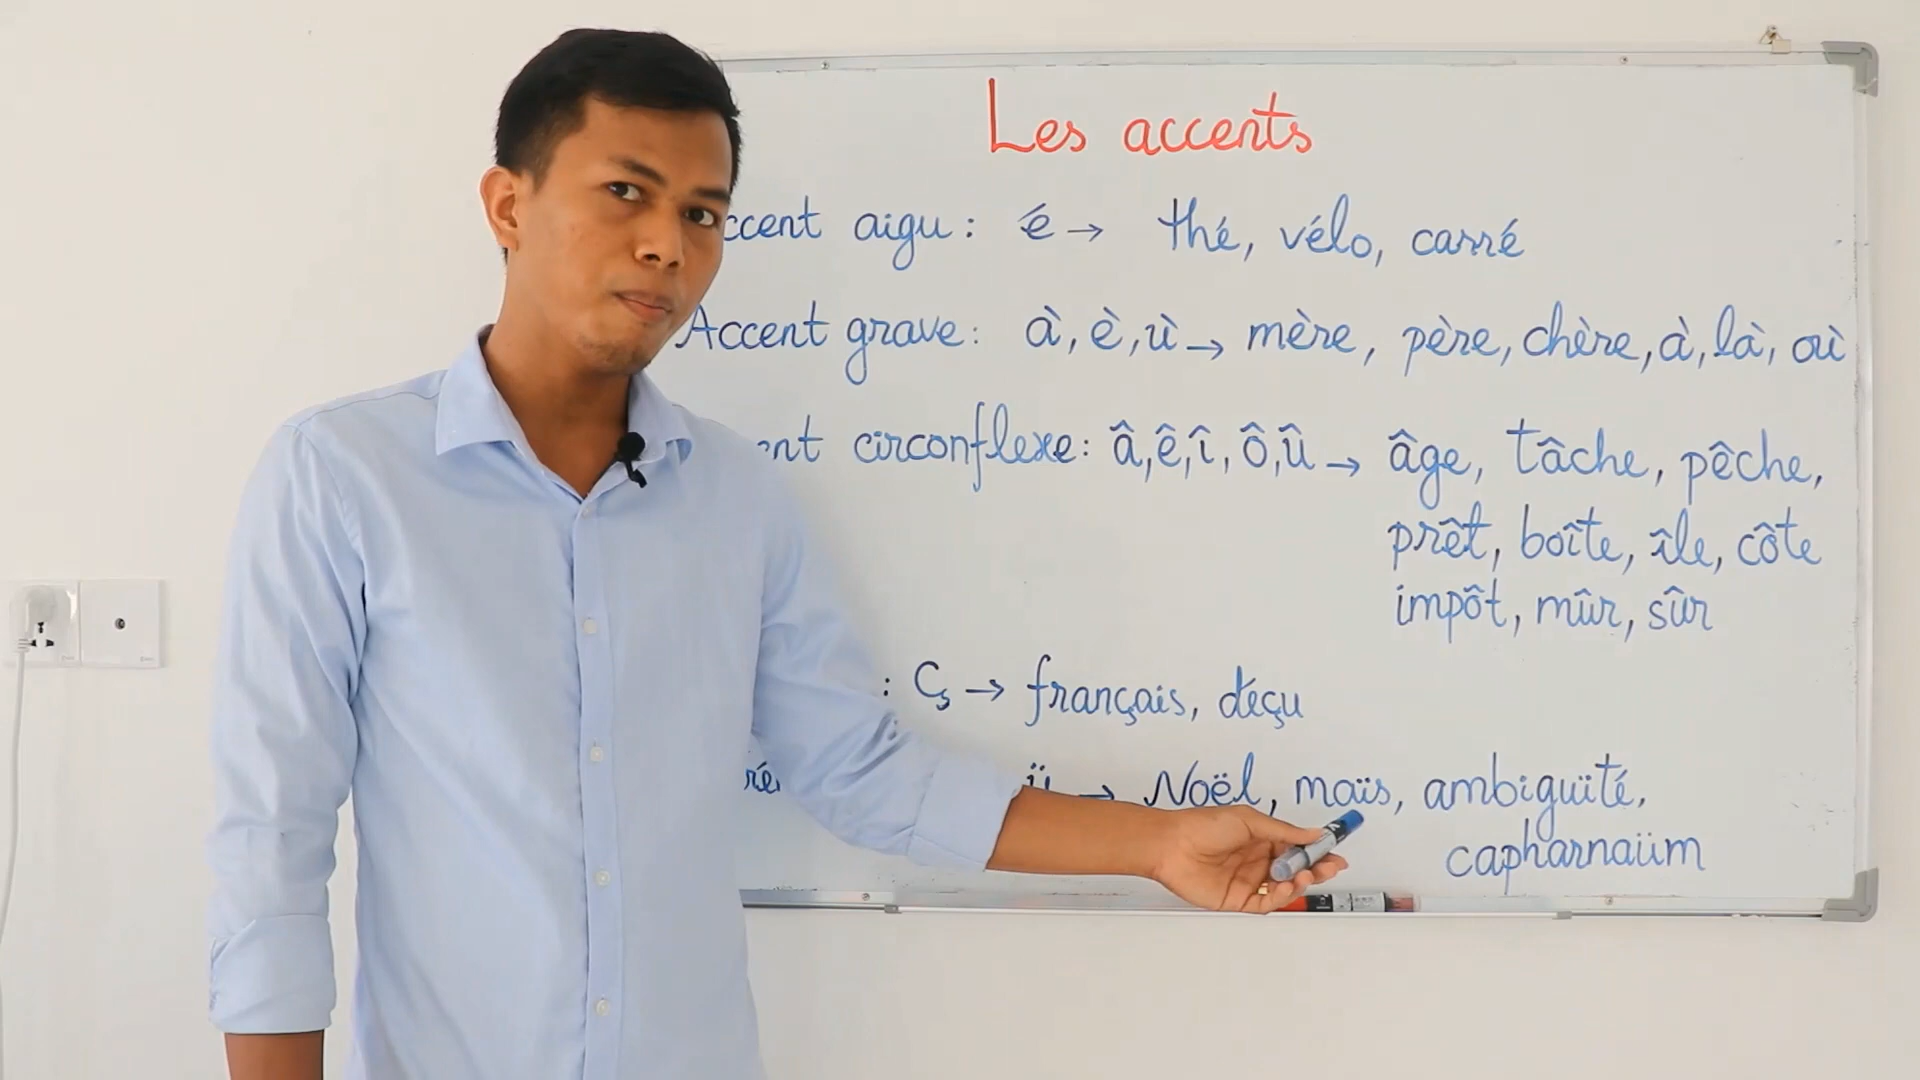 Les accents
ccent aigu : é → thé, vélo, carré
Accent grave : à, è, ù → mère, père, chère, à, là, où
ent circonflexe : â, ê, î, ô, û → âge, tâche, pêche,
prêt, boîte, île, côte
impôt, mûr, sûr
: Ç → français, déçu
ré ü → Noël, maïs, ambiguïté,
capharnaüm